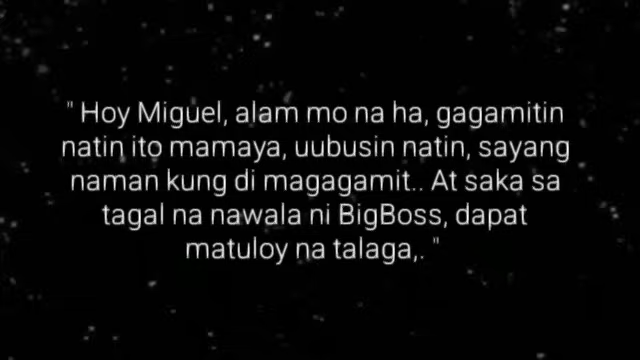 " Hoy Miguel, alam mo na ha, gagamitin
natin ito mamaya, uubusin natin, sayang
naman kung di magagamit.. At saka sa
tagal na nawala ni BigBoss, dapat
matuloy na talaga,. "